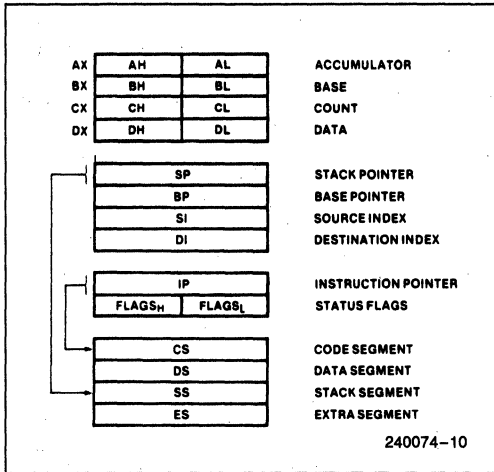 AX AH AL ACCUMULATOR
BX BH BL BASE
CX CH CL COUNT
DX DH DL DATA
SP STACK POINTER
BP BASE POINTER
SI SOURCE INDEX
DI DESTINATION INDEX
IP INSTRUCTION POINTER
FLAGSH FLAGSL STATUS FLAGS
CS CODE SEGMENT
DS DATA SEGMENT
SS STACK SEGMENT
ES EXTRA SEGMENT
240074-10